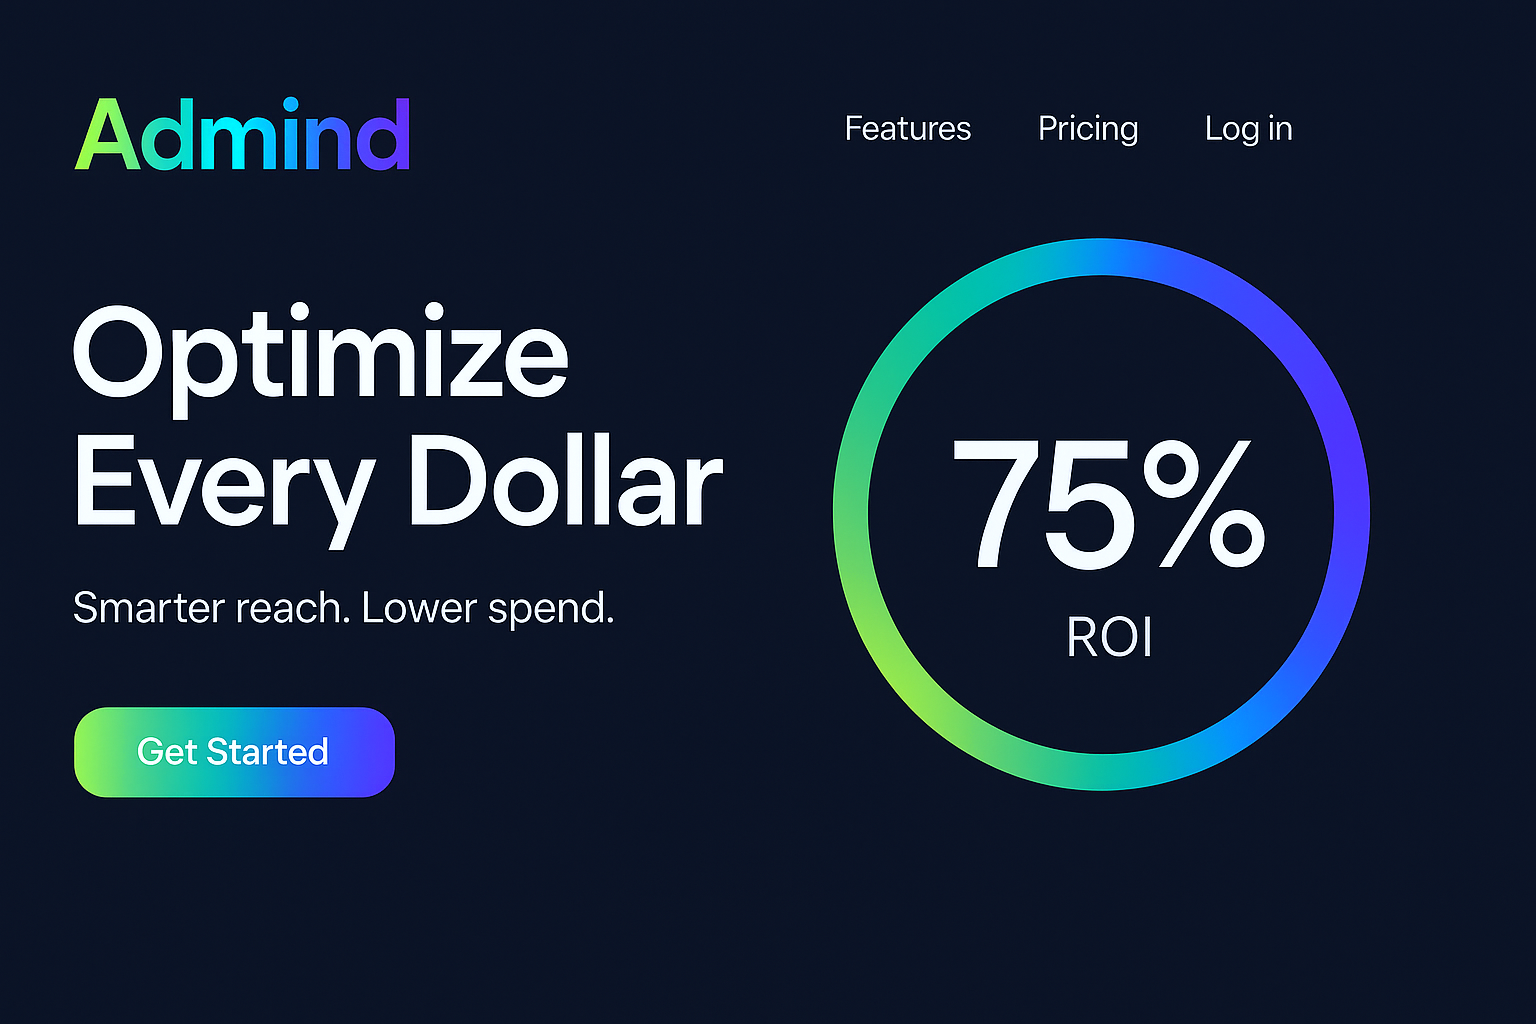 Admind
Features Pricing Log in
Optimize
Every Dollar
Smarter reach. Lower spend.
Get Started
75%
ROI